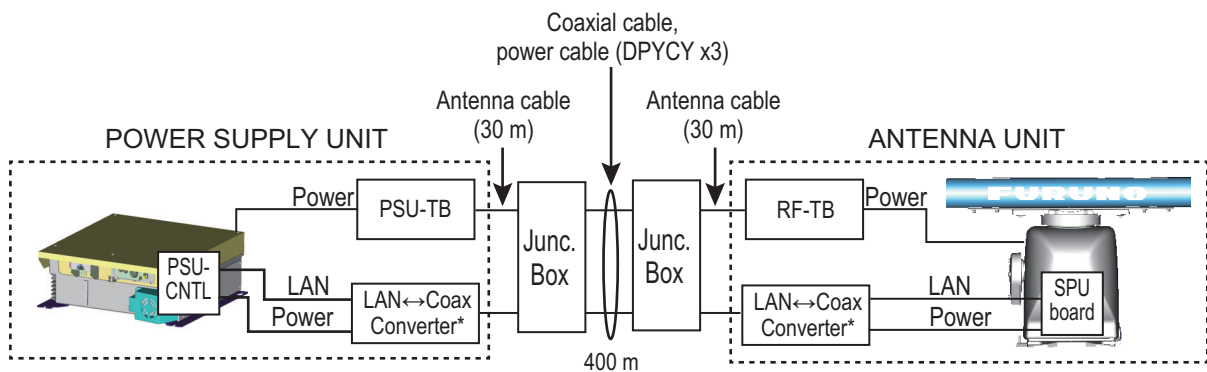 Coaxial cable,
power cable (DPYCY x3)
Antenna cable
(30 m)
Antenna cable
(30 m)
POWER SUPPLY UNIT
ANTENNA UNIT
Power
PSU-TB
Junc.
Box
Junc.
Box
RF-TB
Power
FURUNO
PSU-
CNTL
LAN
Power
LAN↔Coax
Converter*
LAN↔Coax
Converter*
LAN
Power
SPU
board
400 m